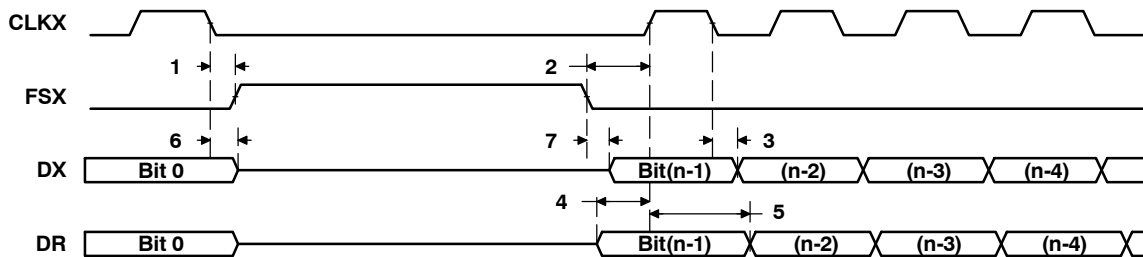 CLKX
1 2
FSX
6 7 3
DX Bit 0 Bit(n-1) (n-2) (n-3) (n-4)
4 5
DR Bit 0 Bit(n-1) (n-2) (n-3) (n-4)